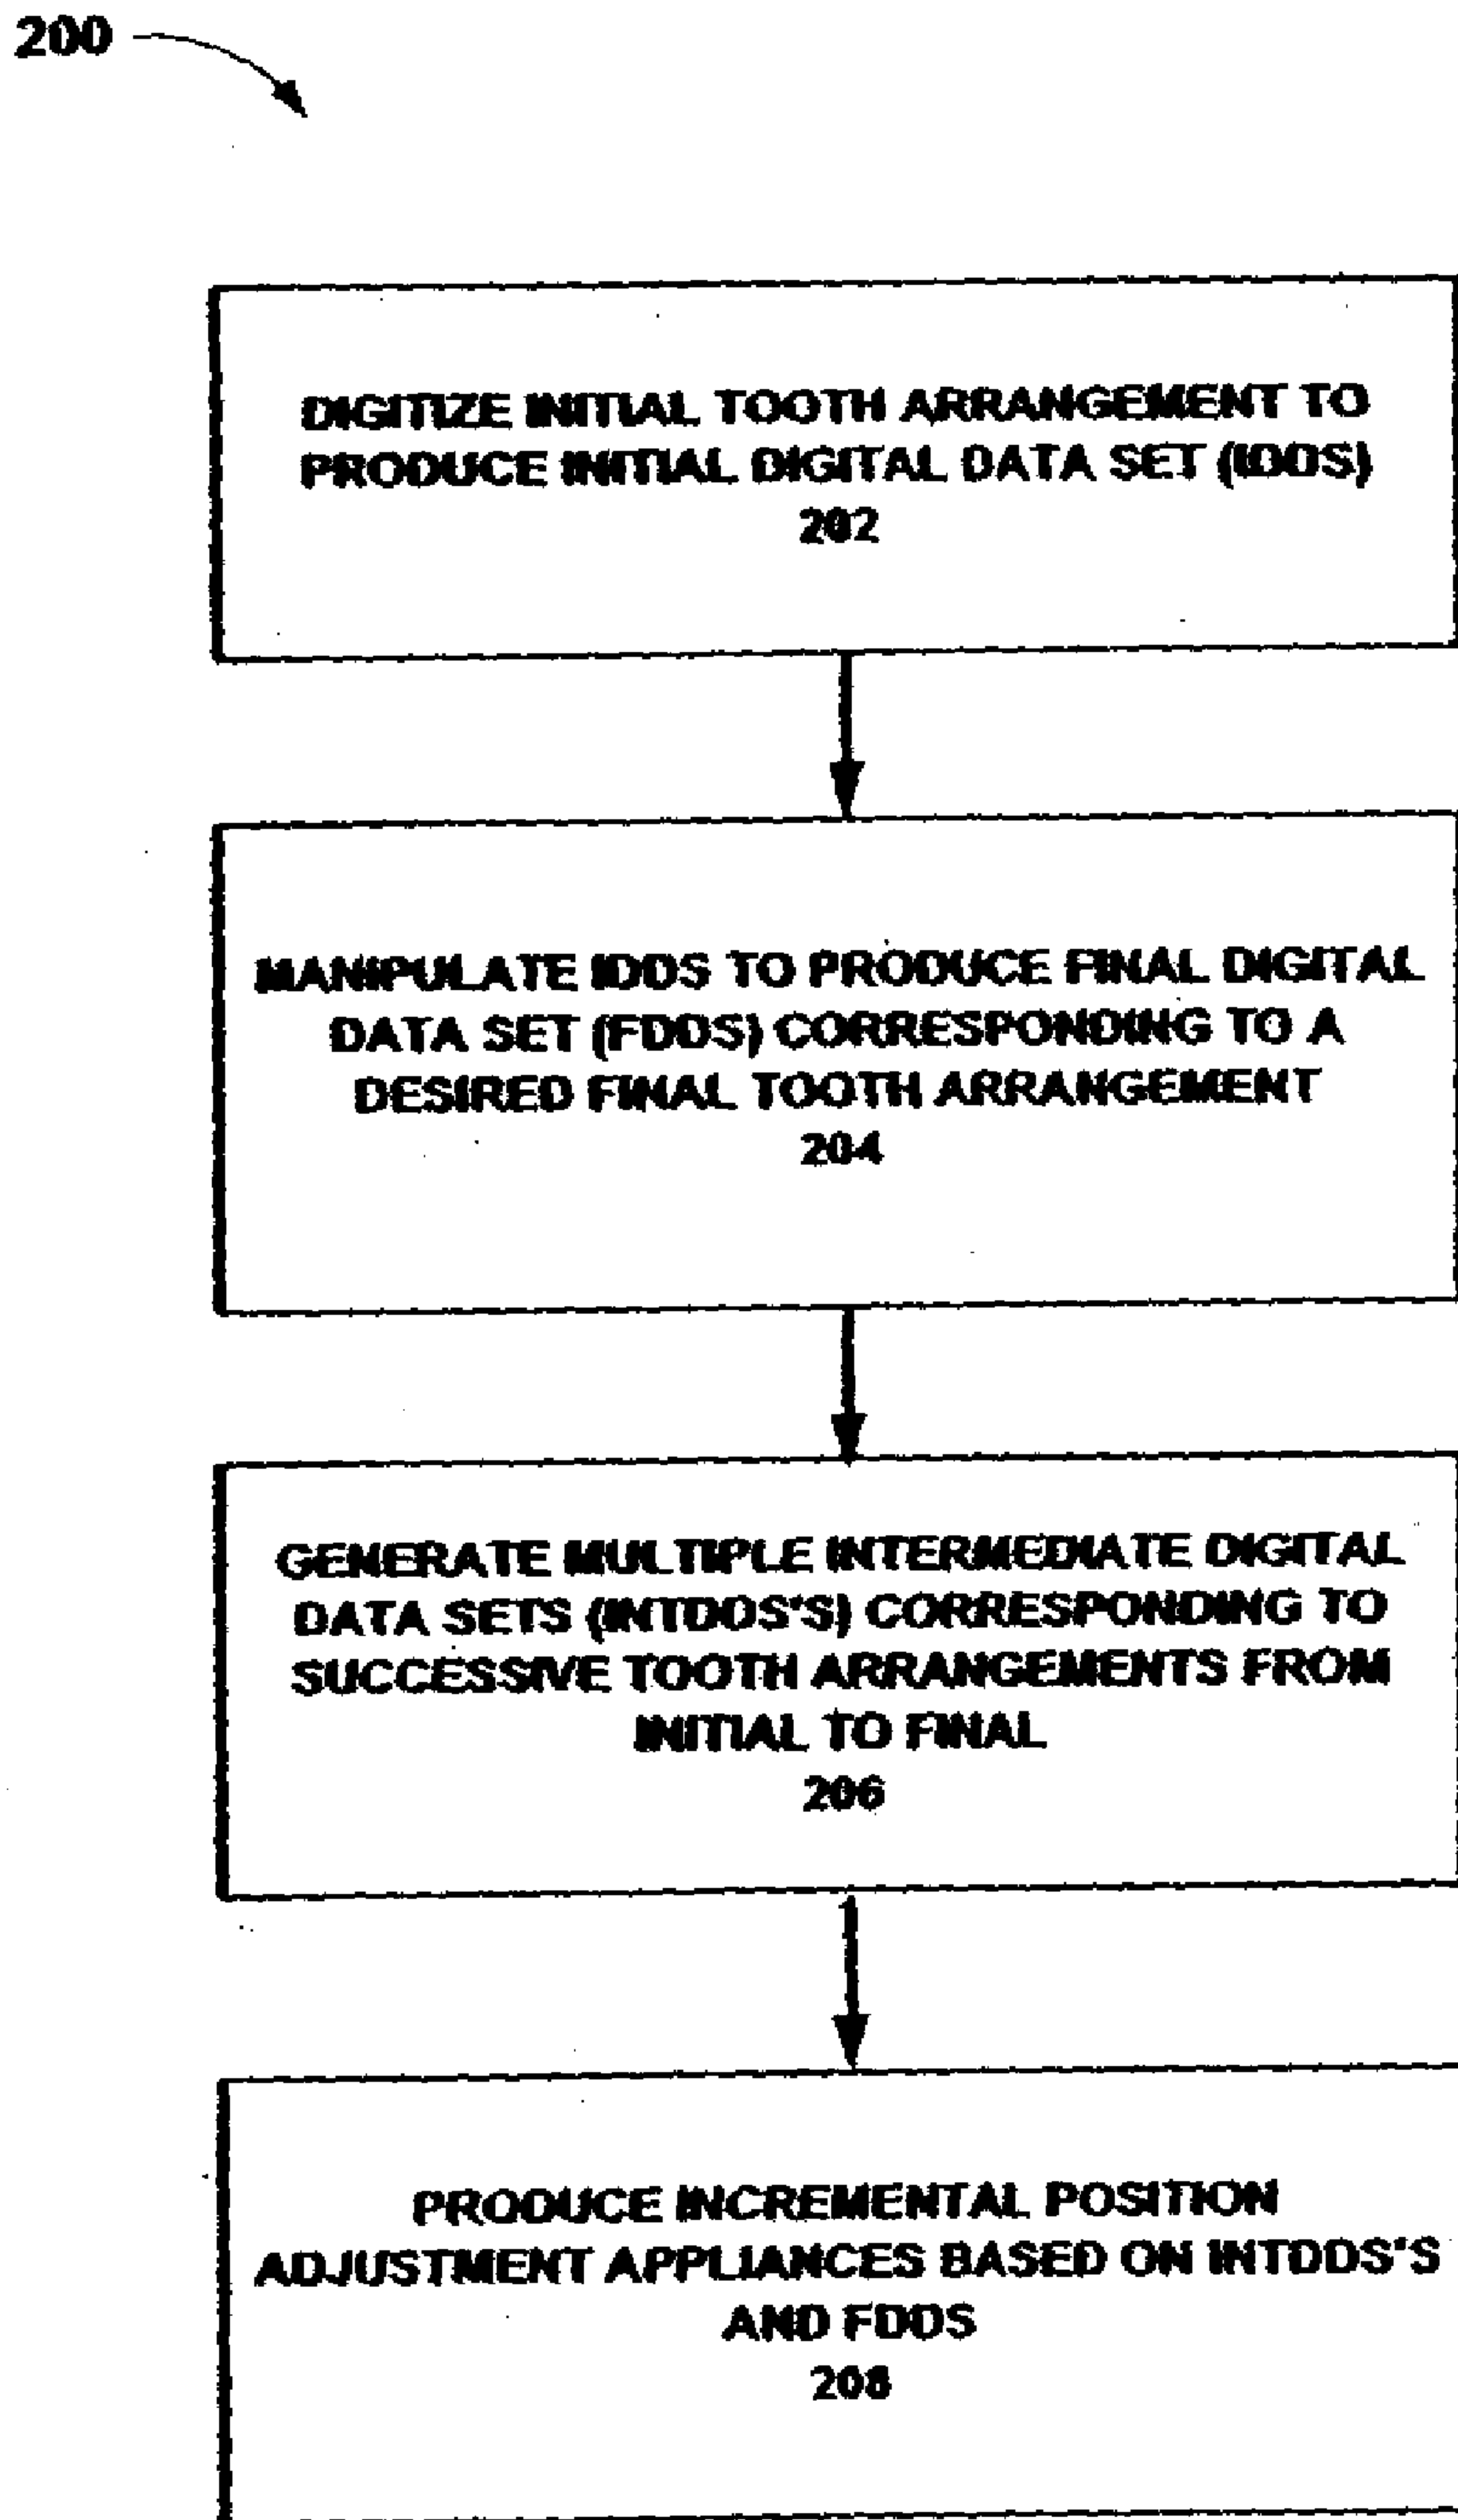 200
DIGITIZE INITIAL TOOTH ARRANGEMENT TO
PRODUCE INITIAL DIGITAL DATA SET (IDDS)
202
MANIPULATE IDDS TO PRODUCE FINAL DIGITAL
DATA SET (FDDS) CORRESPONDING TO A
DESIRED FINAL TOOTH ARRANGEMENT
204
GENERATE MULTIPLE INTERMEDIATE DIGITAL
DATA SETS (INTDDS'S) CORRESPONDING TO
SUCCESSIVE TOOTH ARRANGEMENTS FROM
INITIAL TO FINAL
206
PRODUCE INCREMENTAL POSITION
ADJUSTMENT APPLIANCES BASED ON INTDDS'S
AND FDDS
208